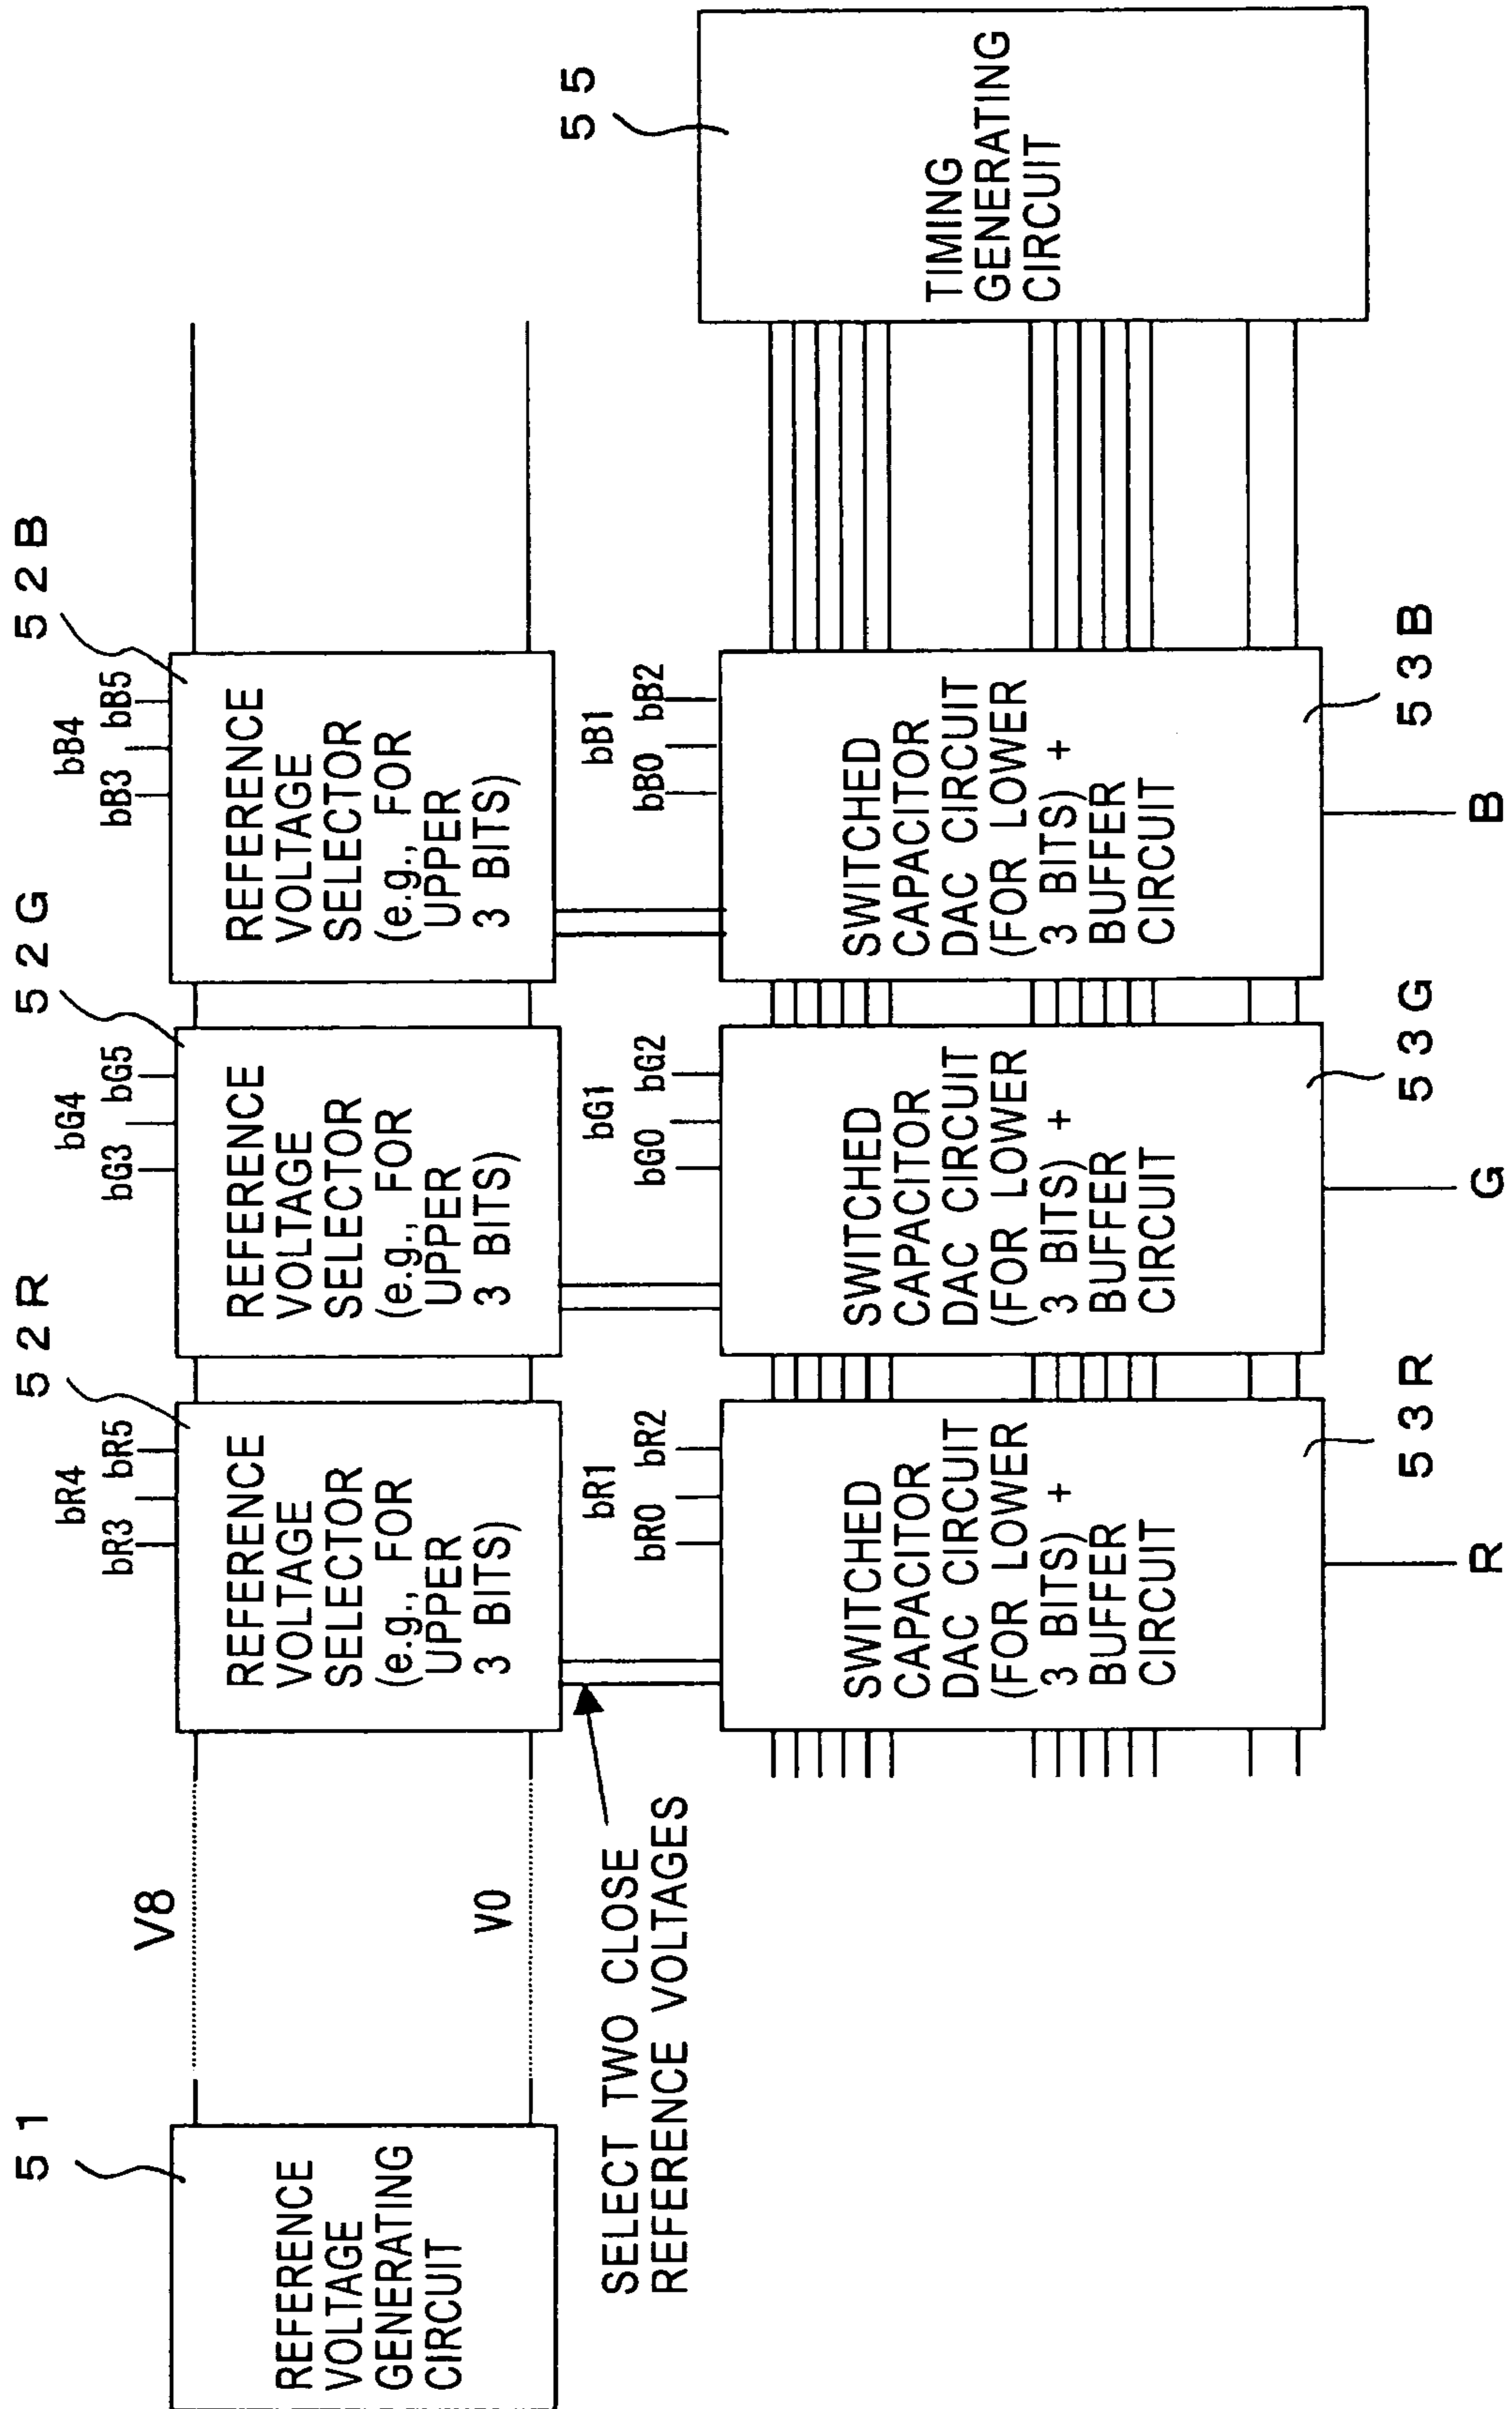 51
REFERENCE
VOLTAGE
GENERATING
CIRCUIT
V8
V0
SELECT TWO CLOSE
REFERENCE VOLTAGES
52R
bR4
bR3 bR5
REFERENCE
VOLTAGE
SELECTOR
(e.g., FOR
UPPER
3 BITS)
52G
bG4
bG3 bG5
REFERENCE
VOLTAGE
SELECTOR
(e.g., FOR
UPPER
3 BITS)
52B
bB4
bB3 bB5
REFERENCE
VOLTAGE
SELECTOR
(e.g., FOR
UPPER
3 BITS)
bR1
bR0 bR2
SWITCHED
CAPACITOR
DAC CIRCUIT
(FOR LOWER
3 BITS) +
BUFFER
CIRCUIT
53R
R
bG1
bG0 bG2
SWITCHED
CAPACITOR
DAC CIRCUIT
(FOR LOWER
3 BITS) +
BUFFER
CIRCUIT
53G
G
bB1
bB0 bB2
SWITCHED
CAPACITOR
DAC CIRCUIT
(FOR LOWER
3 BITS) +
BUFFER
CIRCUIT
53B
B
55
TIMING
GENERATING
CIRCUIT